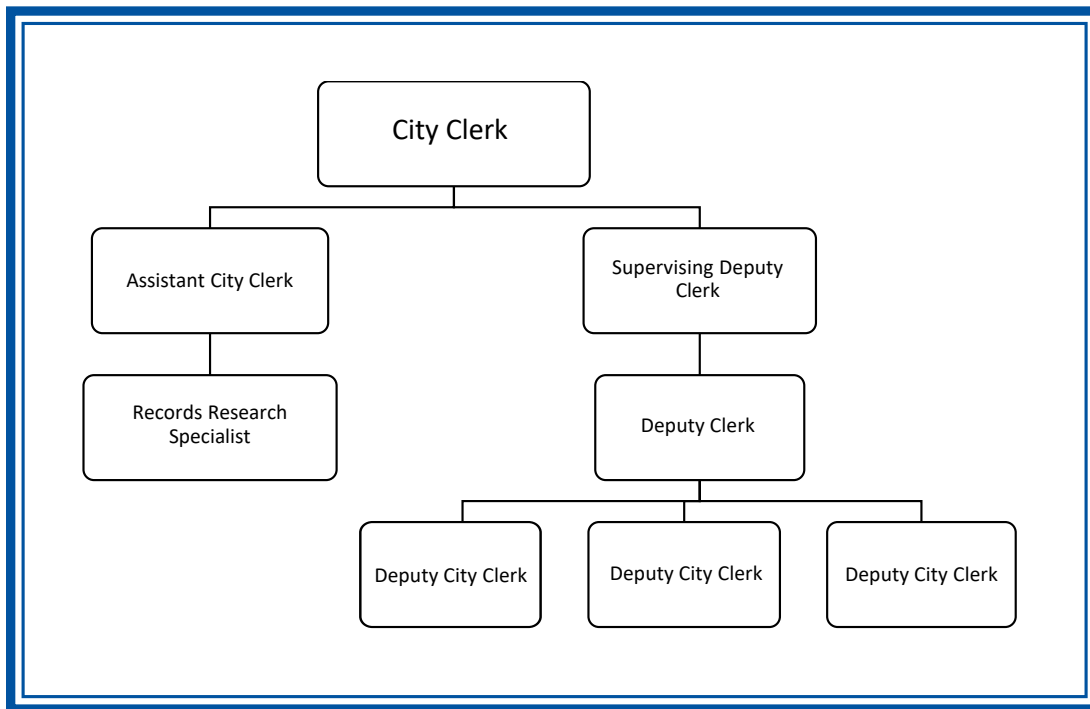 City Clerk
Assistant City Clerk
Supervising Deputy
Clerk
Records Research
Specialist
Deputy Clerk
Deputy City Clerk
Deputy City Clerk
Deputy City Clerk